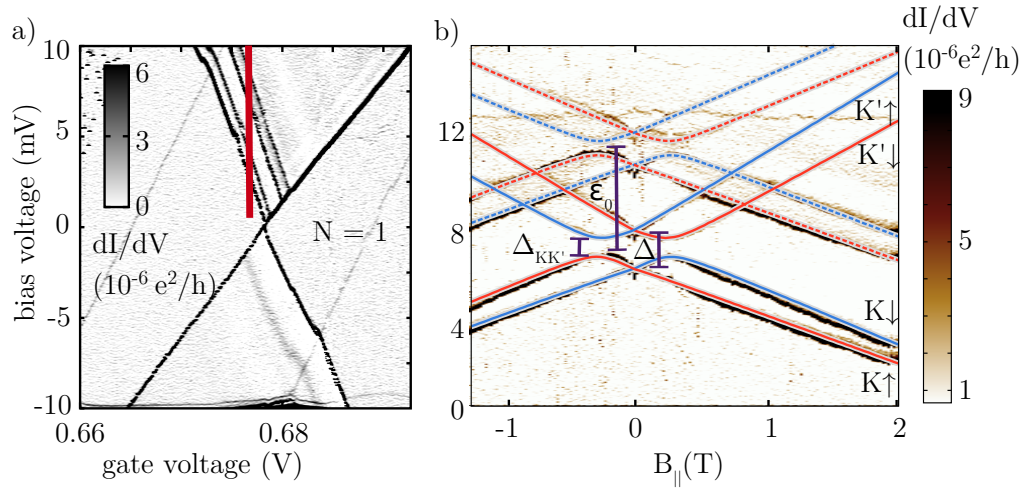 a)
10
5
0
-5
-10
bias voltage (mV)
6
3
0
dI/dV
(10⁻⁶ e²/h)
N = 1
0.66
0.68
gate voltage (V)
b)
12
8
4
0
K'↑
K'↓
ε₀
Δ_KK'
Δ
K↓
K↑
-1
0
1
2
B_||(T)
dI/dV
(10⁻⁶e²/h)
9
5
1